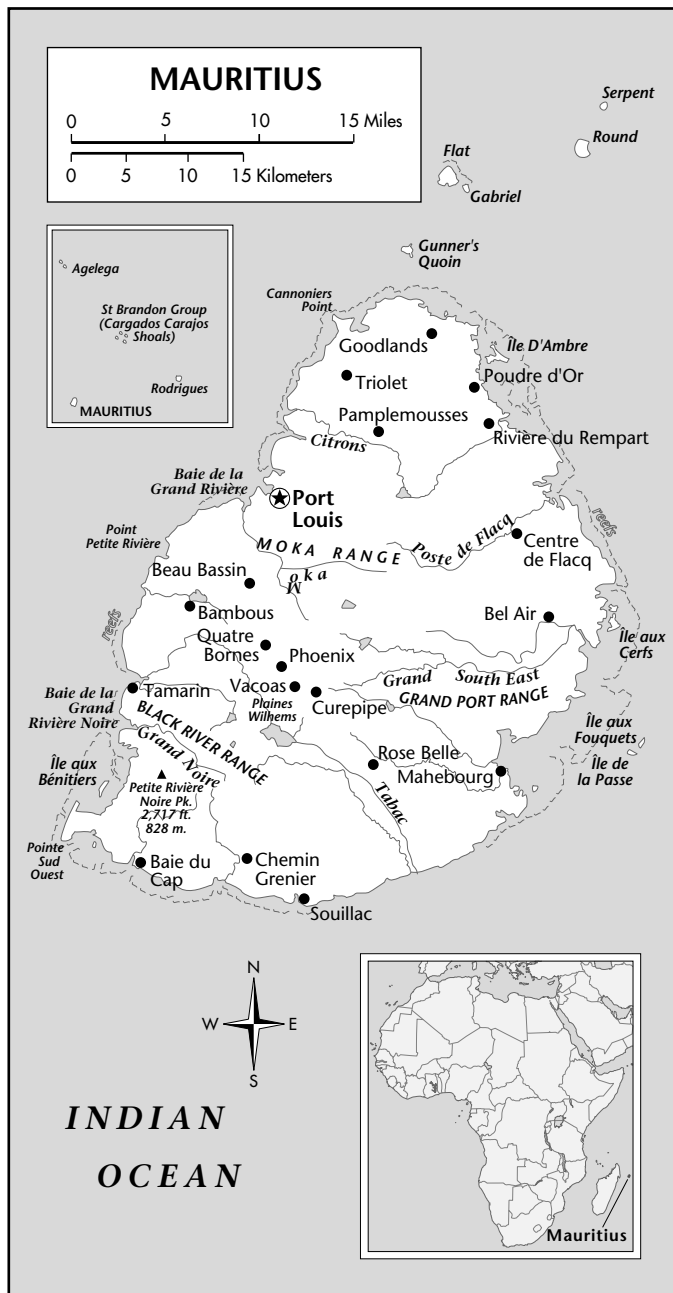 MAURITIUS
0 5 10 15 Miles
0 5 10 15 Kilometers
Serpent
Round
Flat
Gabriel
Gunner's
Quoin
Agelega
St Brandon Group
(Cargados Carajos
Shoals)
Rodrigues
MAURITIUS
Cannoniers
Point
Goodlands
Île D'Ambre
Triolet
Poudre d'Or
Pamplemousses
Citrons
Rivière du Rempart
Baie de la
Grand Rivière
Port
Louis
Point
Petite Rivière
MOKA RANGE
Poste de Flacq
reefs
Centre
de Flacq
Beau Bassin
Moka
Bambous
Bel Air
reefs
Quatre
Bornes
Phoenix
Île aux
Cerfs
Grand South East
Vacoas
Tamarin
Plaines
Wilhems
Curepipe
GRAND PORT RANGE
Baie de la
Grand
Rivière Noire
BLACK RIVER RANGE
Grand Noire
Île aux
Fouquets
Île de
la Passe
Rose Belle
Mahebourg
Île aux
Bénitiers
Petite Rivière
Noire Pk.
2,717 ft.
828 m.
Tabac
Pointe
Sud
Ouest
Baie du
Cap
Chemin
Grenier
Souillac
N
W E
S
INDIAN
OCEAN
Mauritius